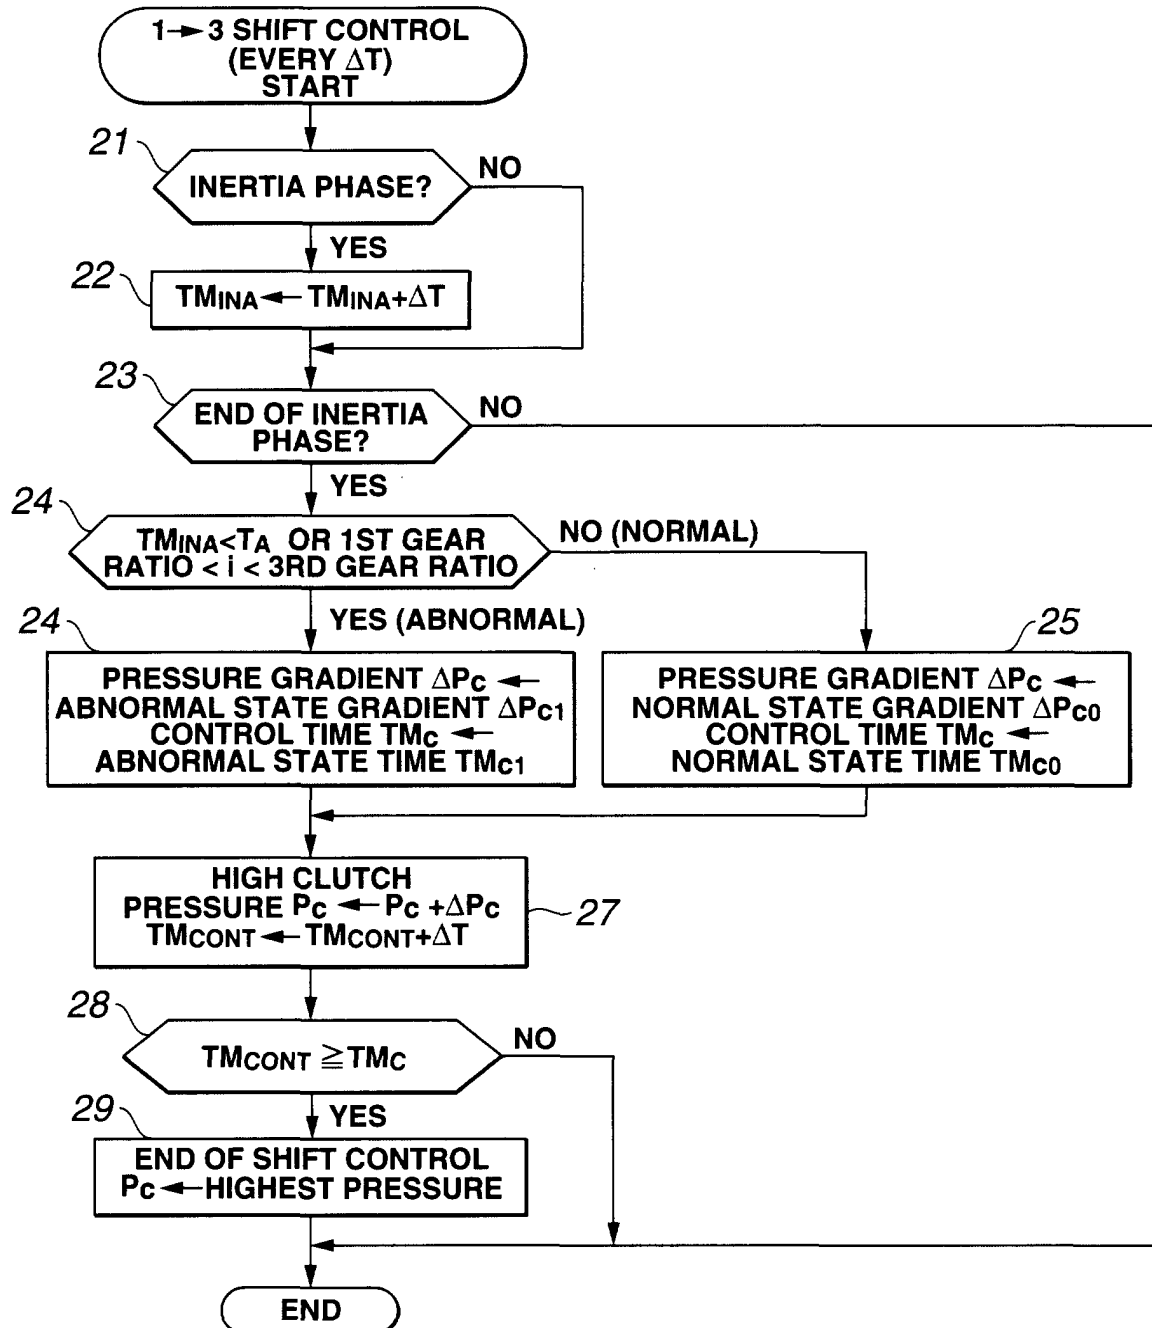 1→3 SHIFT CONTROL
(EVERY ΔT)
START
21
INERTIA PHASE?
NO
YES
22
TMINA←TMINA+ΔT
23
END OF INERTIA
PHASE?
NO
YES
24
TMINA<TA OR 1ST GEAR
RATIO < i < 3RD GEAR RATIO
NO (NORMAL)
YES (ABNORMAL)
24
PRESSURE GRADIENT ΔPC ←
ABNORMAL STATE GRADIENT ΔPC1
CONTROL TIME TMC ←
ABNORMAL STATE TIME TMC1
25
PRESSURE GRADIENT ΔPC ←
NORMAL STATE GRADIENT ΔPC0
CONTROL TIME TMC ←
NORMAL STATE TIME TMC0
HIGH CLUTCH
PRESSURE PC ← PC +ΔPC
TMCONT←TMCONT+ΔT
27
28
TMCONT ≧TMC
NO
YES
29
END OF SHIFT CONTROL
PC←HIGHEST PRESSURE
END